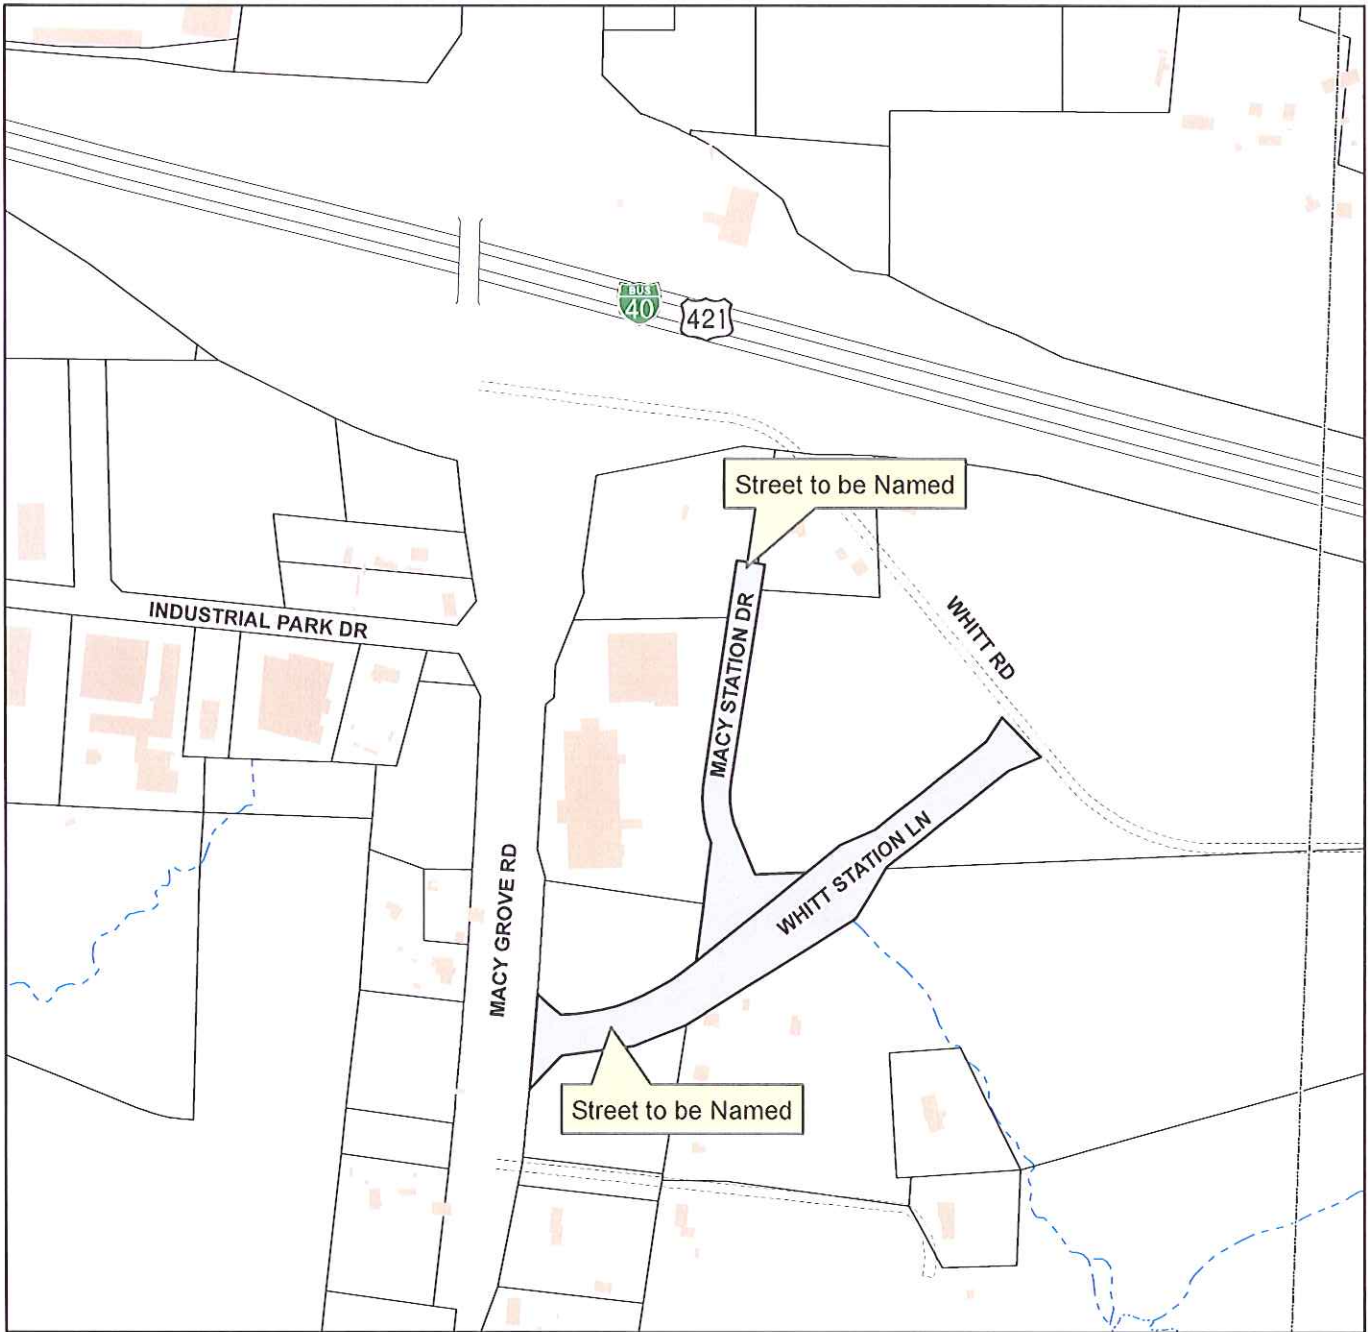 BUS
40
421
Street to be Named
INDUSTRIAL PARK DR
WHITT RD
MACY STATION DR
WHITT STATION LN
MACY GROVE RD
Street to be Named